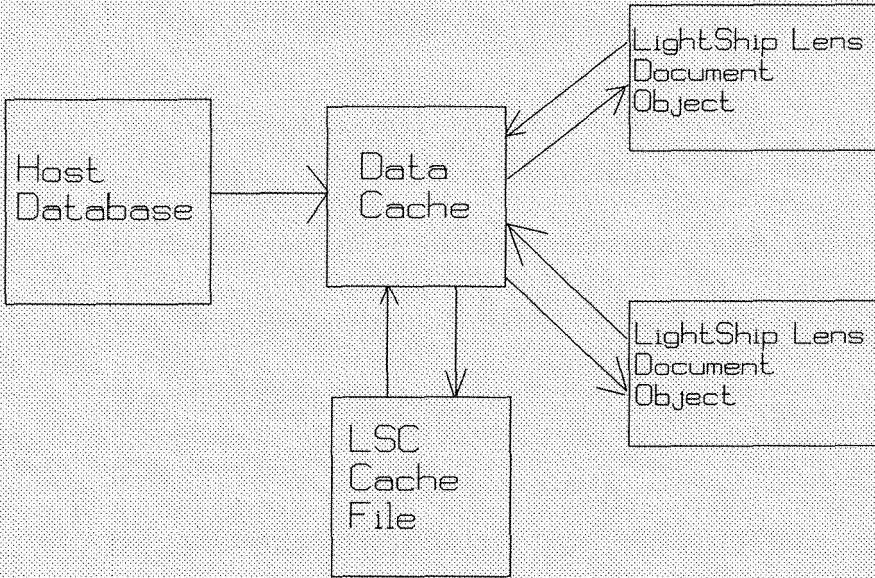 Host
Database
Data
Cache
LightShip Lens
Document
Object
LightShip Lens
Document
Object
LSC
Cache
File